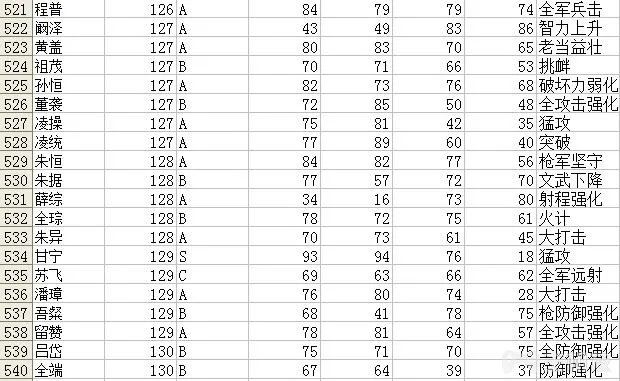 521 程普 126 A 84 79 79 74 全军兵击
522 阚泽 127 A 43 49 83 86 智力上升
523 黄盖 127 A 80 83 70 65 老当益壮
524 祖茂 127 B 70 71 66 53 挑衅
525 孙恒 127 A 82 73 76 68 破坏力弱化
526 董袭 127 B 72 85 50 48 全攻击强化
527 凌操 127 A 75 81 42 35 猛攻
528 凌统 127 A 77 89 60 40 突破
529 朱恒 128 A 84 82 77 56 枪军坚守
530 朱据 128 B 77 57 72 70 文武下降
531 薛综 128 A 34 16 73 80 射程强化
532 全琮 128 B 78 72 75 61 火计
533 朱异 128 A 70 73 61 45 大打击
534 甘宁 129 S 93 94 76 18 猛攻
535 苏飞 129 C 69 63 66 62 全军远射
536 潘璋 129 A 76 80 74 28 大打击
537 吾粲 129 B 68 41 78 75 枪防御强化
538 留赞 129 A 78 81 64 57 全攻击强化
539 吕岱 130 B 75 71 70 75 全防御强化
540 全端 130 B 67 64 39 37 防御强化